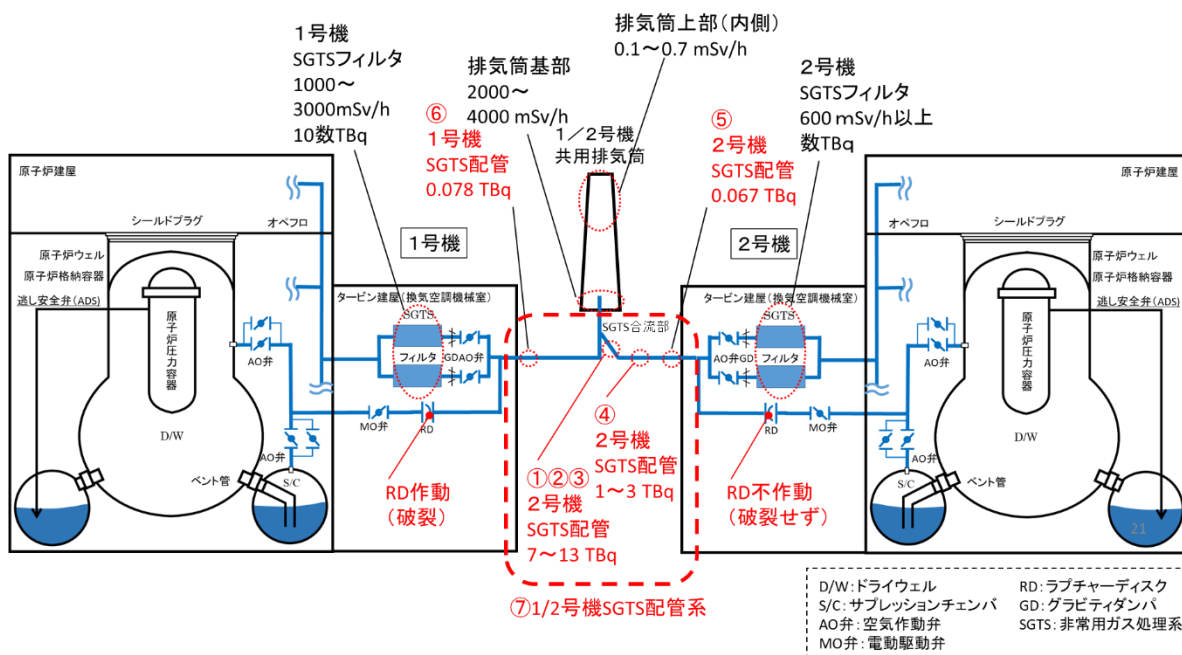 1号機
SGTSフィルタ
1000～
3000mSv/h
10数TBq
排気筒上部(内側)
0.1～0.7 mSv/h
排気筒基部
2000～
4000 mSv/h
2号機
SGTSフィルタ
600 mSv/h以上
数TBq
⑥
1号機
SGTS配管
0.078 TBq
1／2号機
共用排気筒
⑤
2号機
SGTS配管
0.067 TBq
原子炉建屋
シールドプラグ
オペフロ
原子炉ウェル
原子炉格納容器
逃し安全弁(ADS)
原子炉圧力容器
D/W
AO弁
AO弁
S/C
ベント管
1号機
タービン建屋(換気空調機械室)
SGTS
フィルタ
GD
AO弁
MO弁
RD
RD作動
(破裂)
SGTS合流部
①②③
2号機
SGTS配管
7～13 TBq
④
2号機
SGTS配管
1～3 TBq
⑦1/2号機SGTS配管系
2号機
タービン建屋(換気空調機械室)
SGTS
AO弁
GD
フィルタ
RD
MO弁
RD不作動
(破裂せず)
原子炉建屋
オペフロ
シールドプラグ
原子炉ウェル
原子炉格納容器
逃し安全弁(ADS)
原子炉圧力容器
AO弁
D/W
AO弁
S/C
ベント管
21
D/W:ドライウェル
S/C:サプレッションチェンバ
AO弁:空気作動弁
MO弁:電動駆動弁
RD:ラプチャーディスク
GD:グラビティダンパ
SGTS:非常用ガス処理系